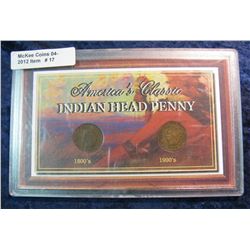 McKee Coins 04-
2012 Item # 17
America's Classic
INDIAN HEAD PENNY
1800's
1900's